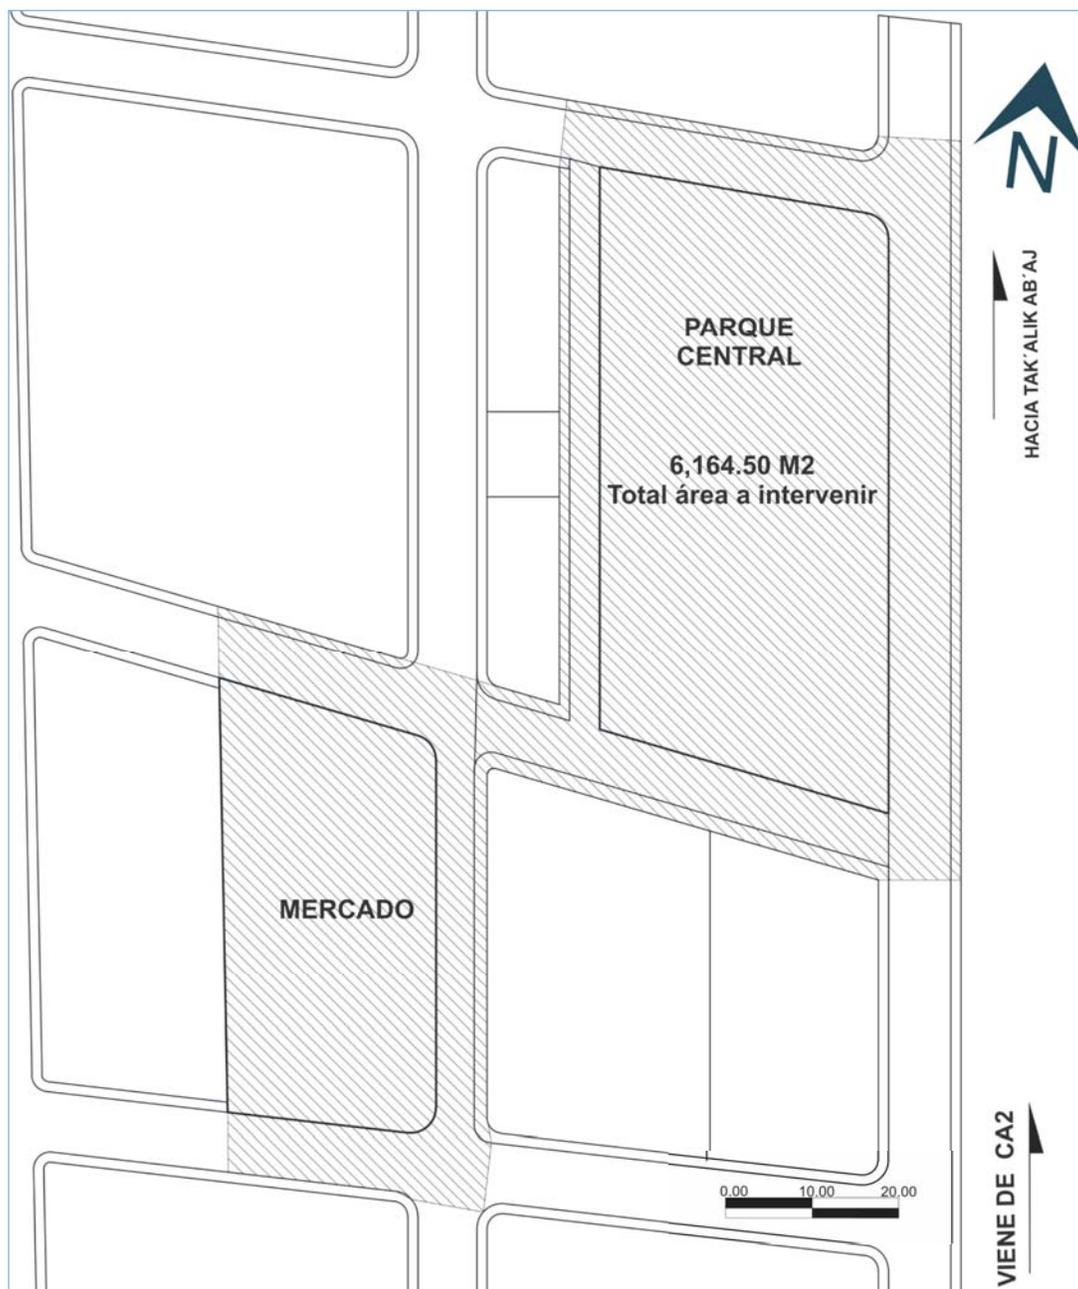 N
HACIA TAK´ALIK AB´AJ
PARQUE
CENTRAL
6,164.50 M2
Total área a intervenir
MERCADO
VIENE DE CA2
0.00 10.00 20.00